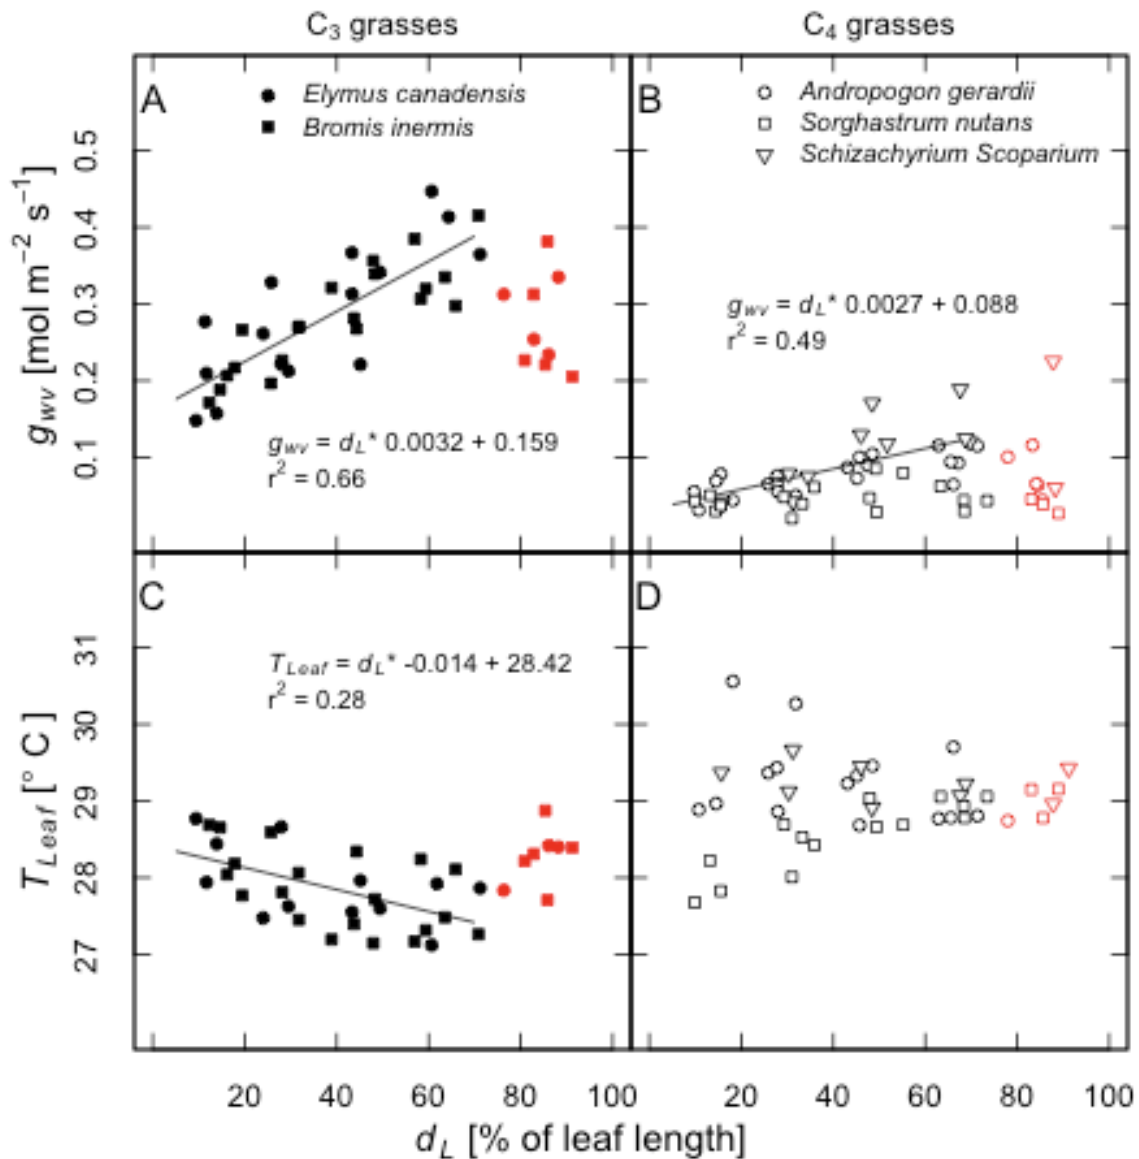 C3 grasses
C4 grasses
A
Elymus canadensis
Bromis inermis
B
Andropogon gerardii
Sorghastrum nutans
Schizachyrium Scoparium
gwv [mol m−2 s−1]
0.5
0.4
0.3
0.2
0.1
gwv = dL* 0.0032 + 0.159
r2 = 0.66
gwv = dL* 0.0027 + 0.088
r2 = 0.49
C
D
TLeaf = dL* -0.014 + 28.42
r2 = 0.28
TLeaf [° C]
31
30
29
28
27
20 40 60 80 100
20 40 60 80 100
dL [% of leaf length]